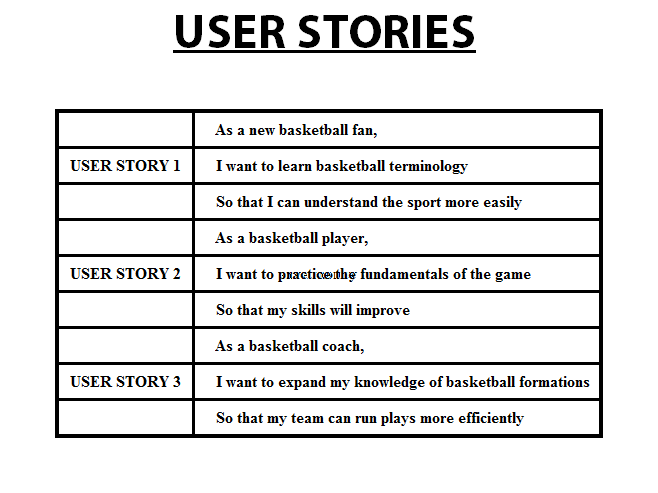 USER STORIES
As a new basketball fan,
USER STORY 1 I want to learn basketball terminology
So that I can understand the sport more easily
As a basketball player,
USER STORY 2 I want to practice the fundamentals of the game
So that my skills will improve
As a basketball coach,
USER STORY 3 I want to expand my knowledge of basketball formations
So that my team can run plays more efficiently